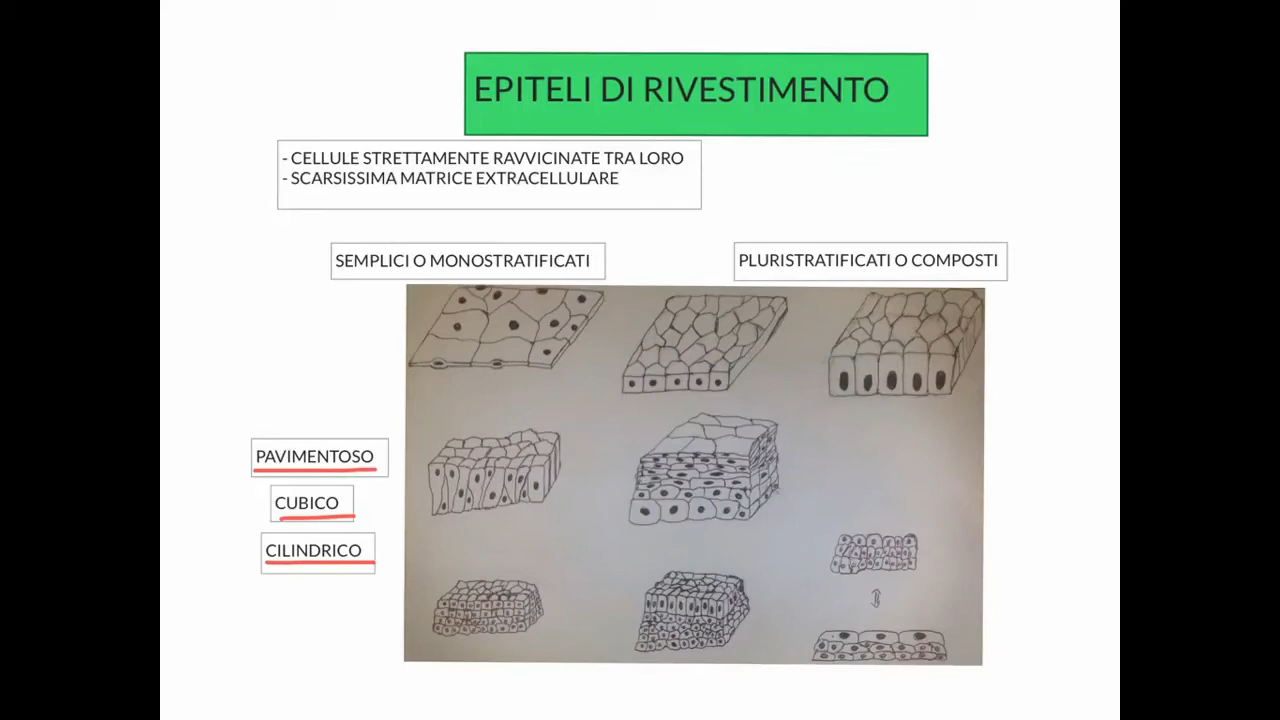 EPITELI DI RIVESTIMENTO
- CELLULE STRETTAMENTE RAVVICINATE TRA LORO
- SCARSISSIMA MATRICE EXTRACELLULARE
SEMPLICI O MONOSTRATIFICATI
PLURISTRATIFICATI O COMPOSTI
PAVIMENTOSO
CUBICO
CILINDRICO